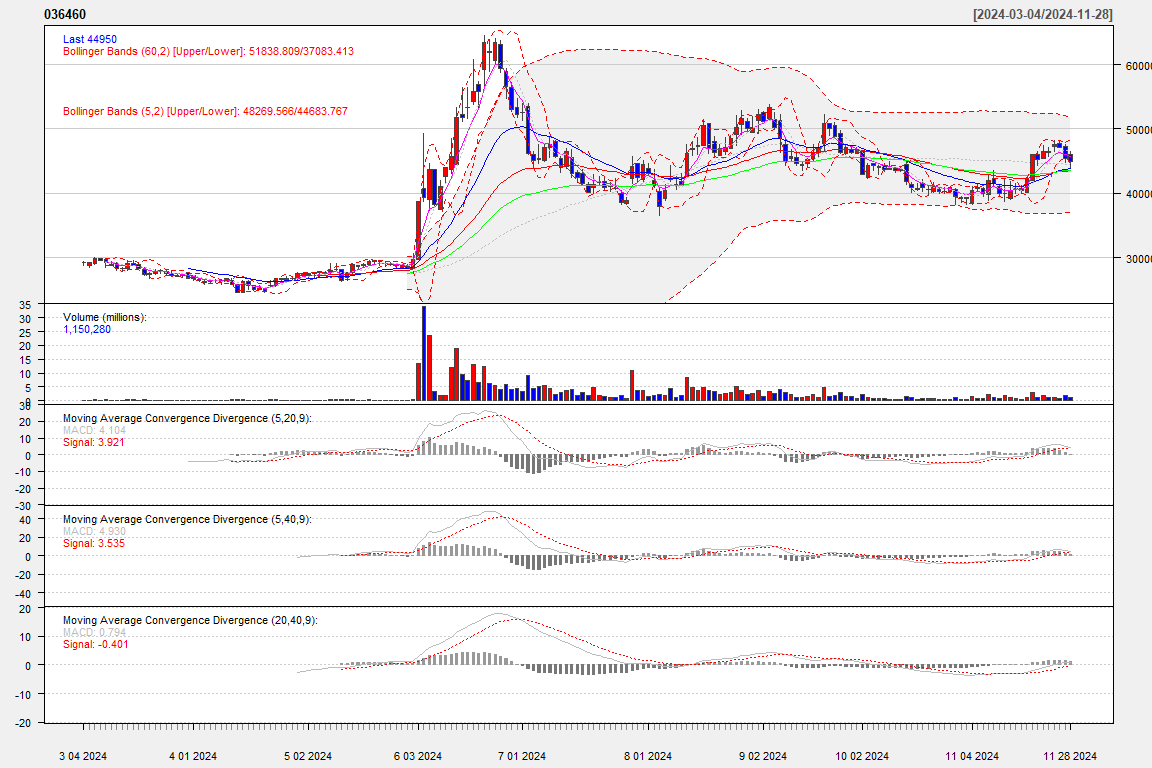 036460 [2024-03-04/2024-11-28]
Last 44950
Bollinger Bands (60,2) [Upper/Lower]: 51838.809/37083.413
60000
Bollinger Bands (5,2) [Upper/Lower]: 48269.566/44683.767
50000
40000
30000
35
Volume (millions):
30
1,150,280
25
20
15
10
5
0
30
Moving Average Convergence Divergence (5,20,9):
20
MACD: 4.104
10
Signal: 3.921
0
-10
-20
-30
Moving Average Convergence Divergence (5,40,9):
40
MACD: 4.930
20
Signal: 3.535
0
-20
-40
20
Moving Average Convergence Divergence (20,40,9):
MACD: 0.794
10
Signal: -0.401
0
-10
-20
3 04 2024 4 01 2024 5 02 2024 6 03 2024 7 01 2024 8 01 2024 9 02 2024 10 02 2024 11 04 2024 11 28 2024